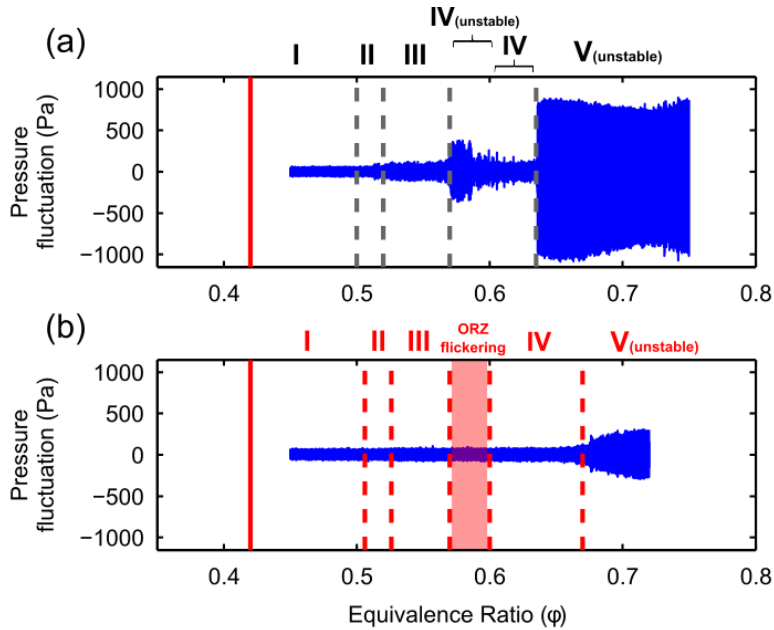 IV(unstable)
(a)
I II III IV V(unstable)
1000
500
0
−500
−1000
Pressure
fluctuation (Pa)
0.4 0.5 0.6 0.7 0.8
(b)
I II III ORZ
flickering IV V(unstable)
1000
500
0
−500
−1000
Pressure
fluctuation (Pa)
0.4 0.5 0.6 0.7 0.8
Equivalence Ratio (φ)